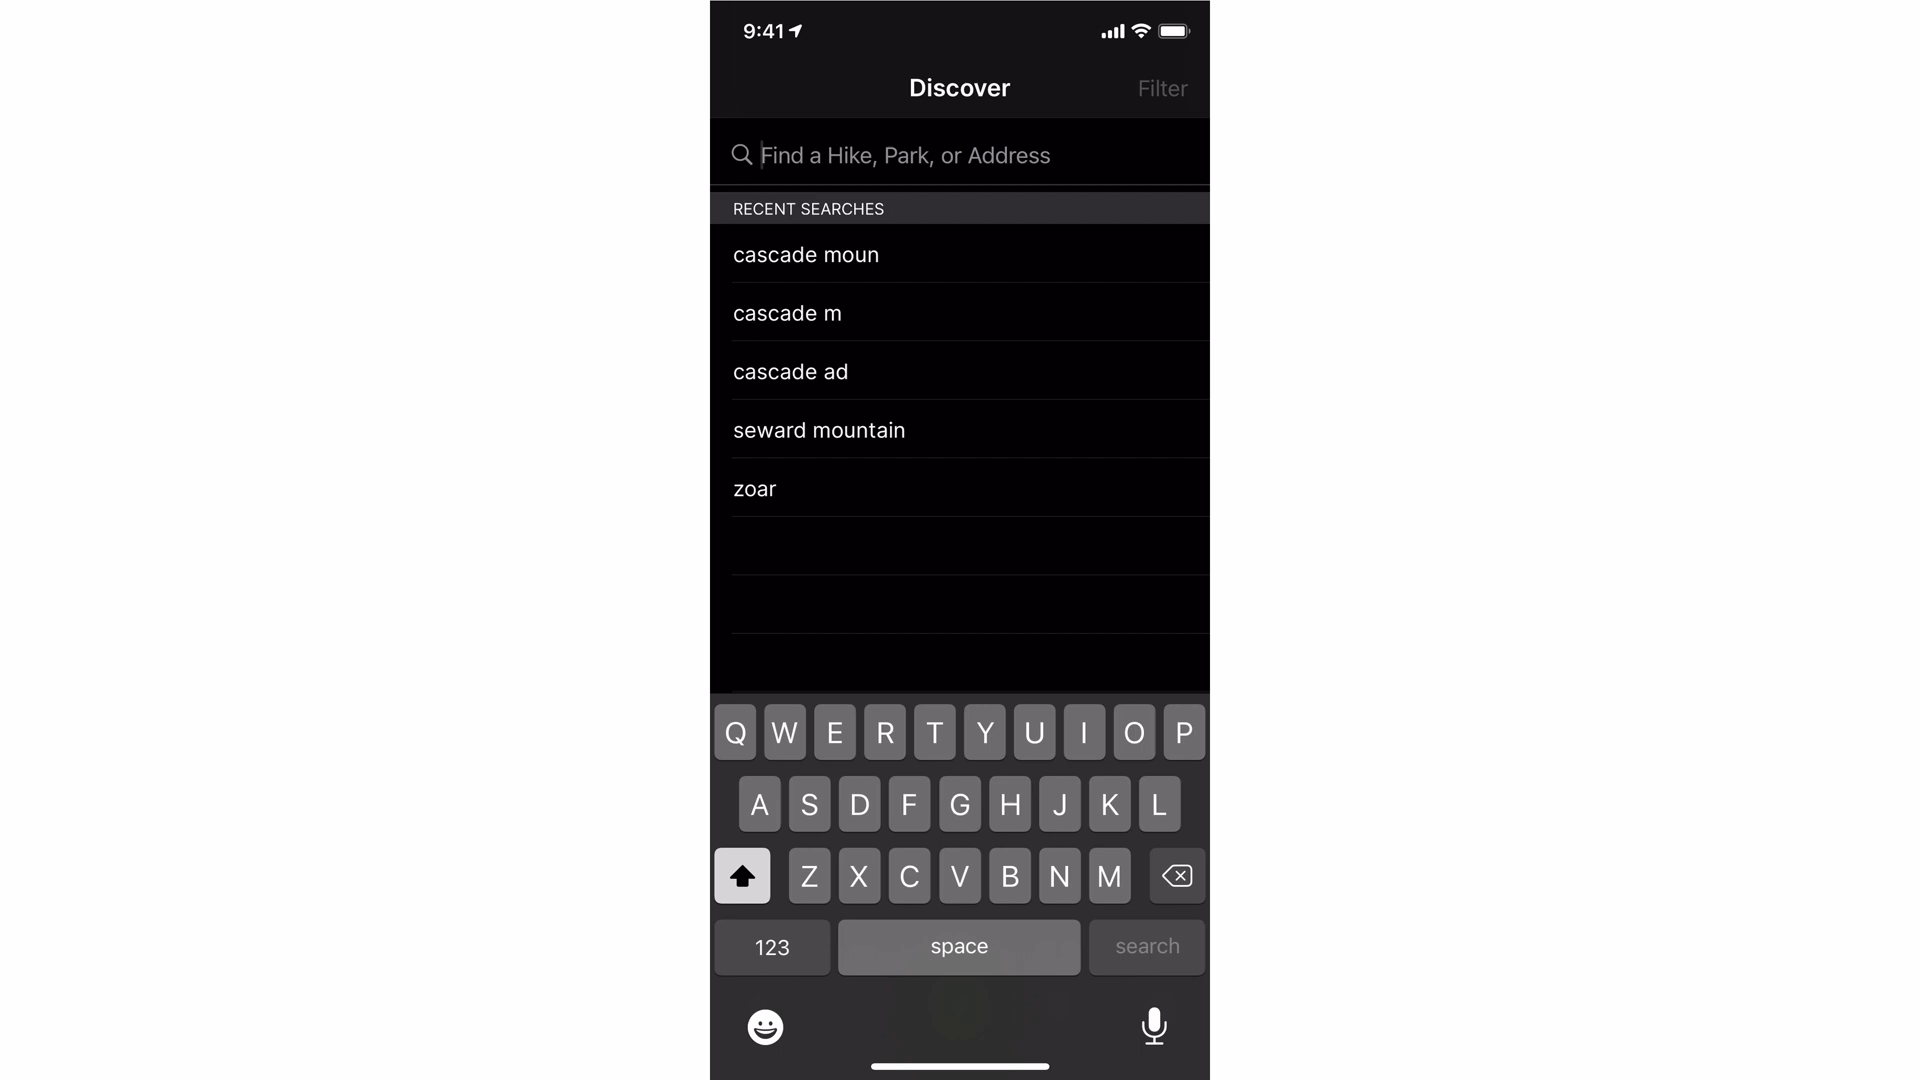 9:41
Discover
Filter
Find a Hike, Park, or Address
RECENT SEARCHES
cascade moun
cascade m
cascade ad
seward mountain
zoar
Q W E R T Y U I O P
A S D F G H J K L
Z X C V B N M
123 space search